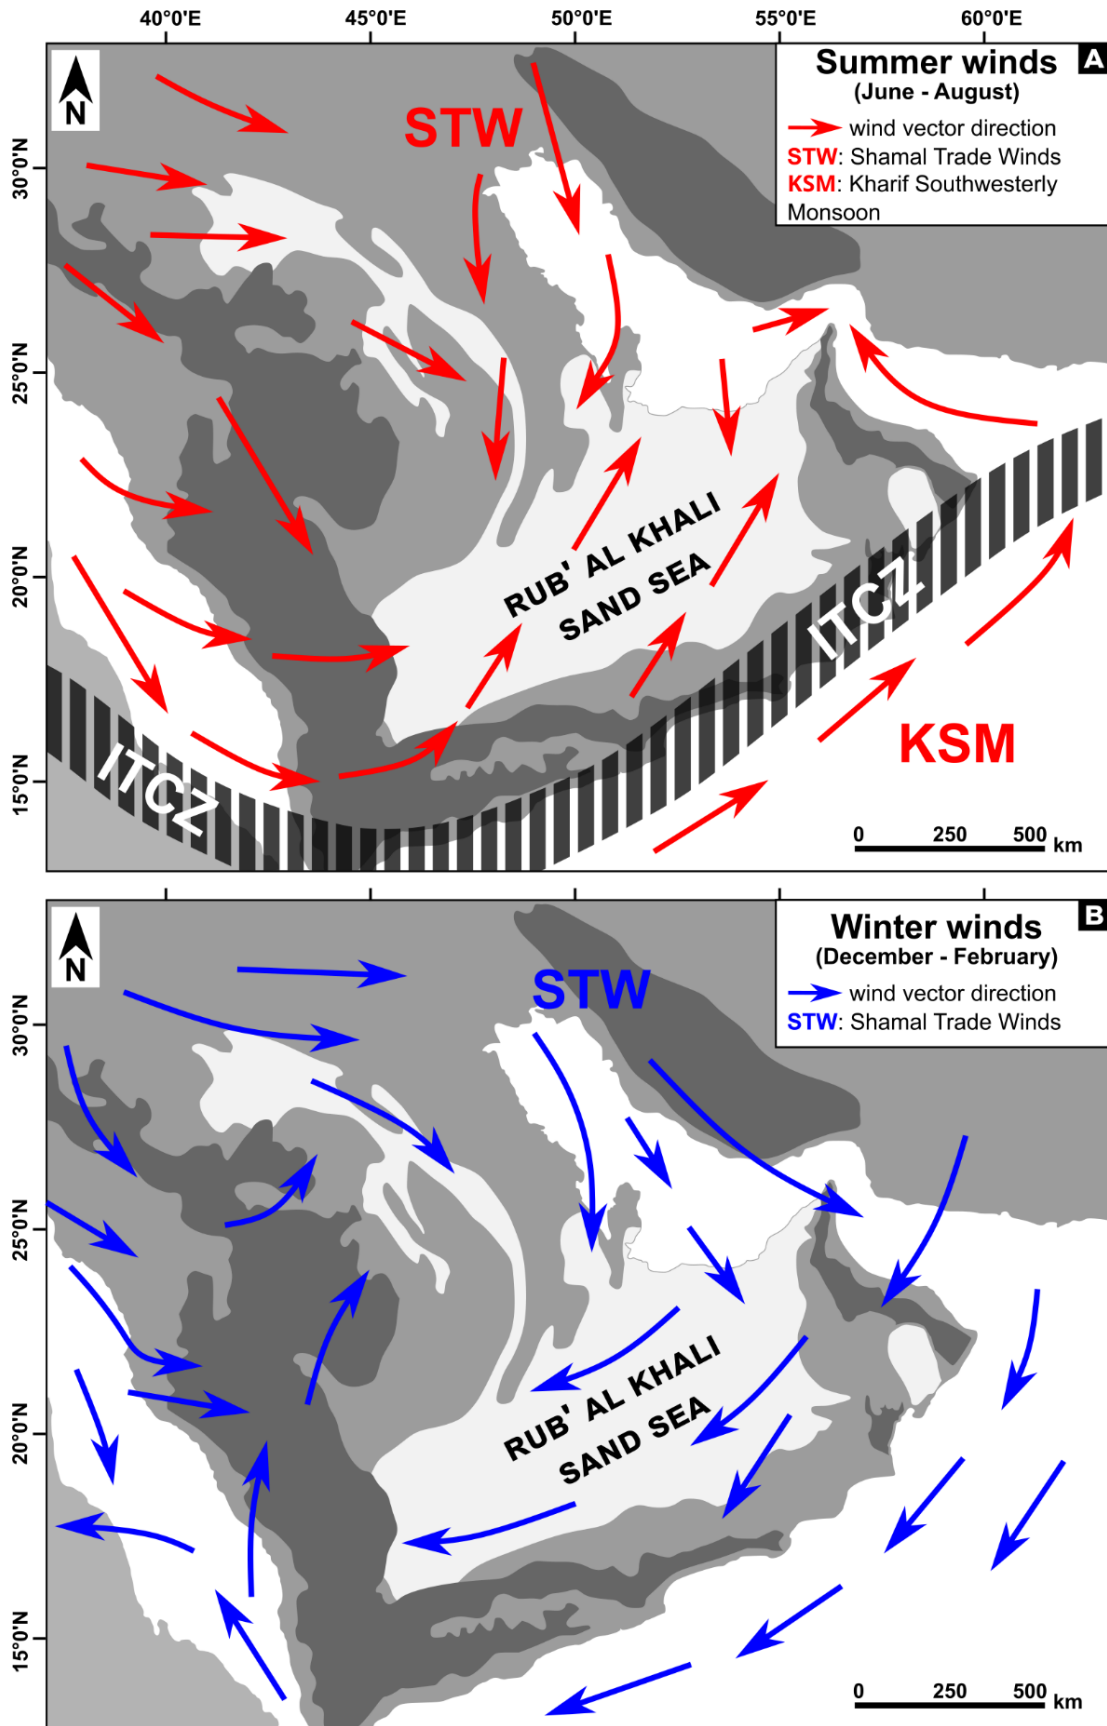 40°0'E 45°0'E 50°0'E 55°0'E 60°0'E
A
N
Summer winds
(June - August)
wind vector direction
STW: Shamal Trade Winds
KSM: Kharif Southwesterly
Monsoon
STW
30°0'N
25°0'N
20°0'N
15°0'N
RUB' AL KHALI
SAND SEA
ITCZ
ITCZ
KSM
0 250 500 km
B
N
Winter winds
(December - February)
wind vector direction
STW: Shamal Trade Winds
STW
30°0'N
25°0'N
20°0'N
15°0'N
RUB' AL KHALI
SAND SEA
0 250 500 km